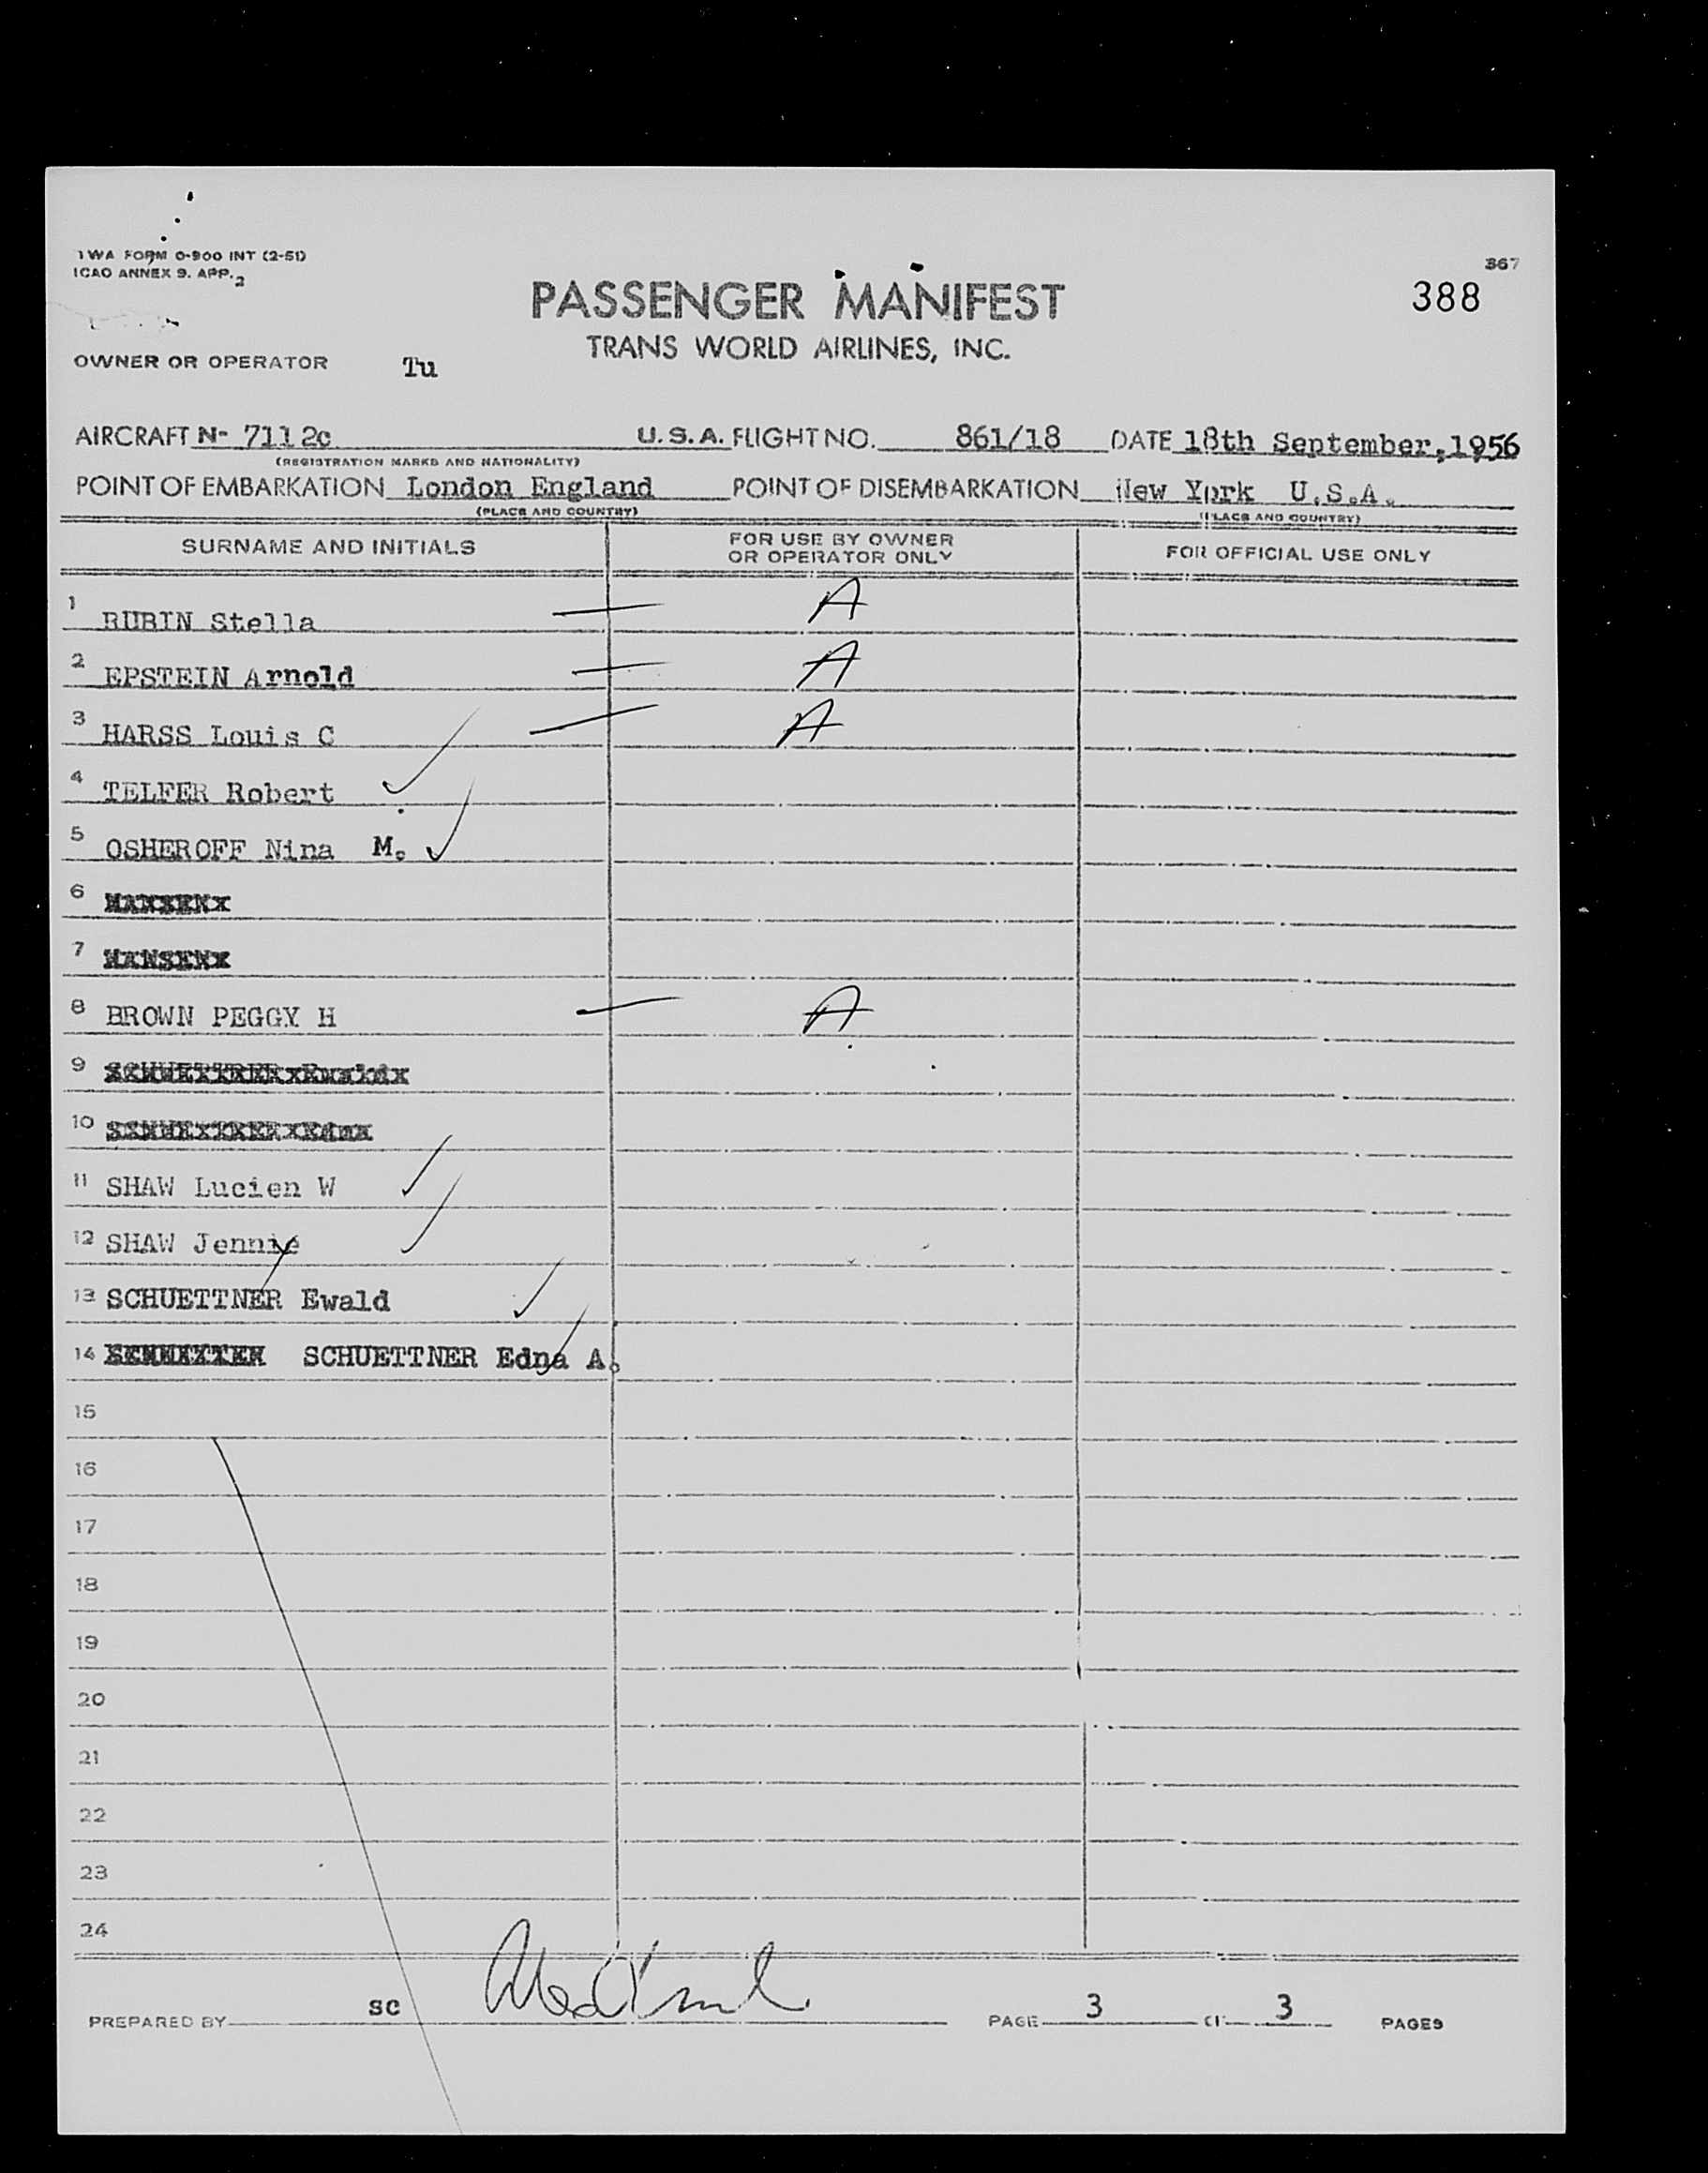 TWA FORM 0-900 INT (2-51)
ICAO ANNEX 9. APP. 2
367
388
PASSENGER MANIFEST
TRANS WORLD AIRLINES, INC.
OWNER OR OPERATOR Tu
AIRCRAFT N- 7112c U.S.A. FLIGHT NO. 861/18 DATE 18th September, 1956
(REGISTRATION MARKS AND NATIONALITY)
POINT OF EMBARKATION London England POINT OF DISEMBARKATION New York U.S.A.
(PLACE AND COUNTRY) (PLACE AND COUNTRY)
SURNAME AND INITIALS FOR USE BY OWNER OR OPERATOR ONLY FOR OFFICIAL USE ONLY
1 RUBIN Stella A
2 EPSTEIN Arnold A
3 HARSS Louis C A
4 TELFER Robert
5 OSHEROFF Nina M.
6
7
8 BROWN PEGGY H A
9
10
11 SHAW Lucien W
12 SHAW Jennie
13 SCHUETTNER Ewald
14 SCHUETTNER Edna A.
15
16
17
18
19
20
21
22
23
24
PREPARED BY SC PAGE 3 OF 3 PAGES